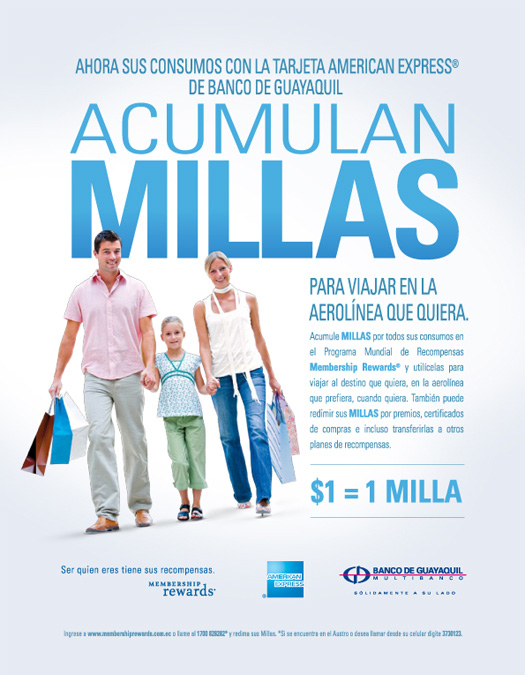 AHORA SUS CONSUMOS CON LA TARJETA AMERICAN EXPRESS®
DE BANCO DE GUAYAQUIL
ACUMULAN
MILLAS
PARA VIAJAR EN LA
AEROLÍNEA QUE QUIERA.
Acumule MILLAS por todos sus consumos en
el Programa Mundial de Recompensas
Membership Rewards® y utilícelas para
viajar al destino que quiera, en la aerolínea
que prefiera, cuando quiera. También puede
redimir sus MILLAS por premios, certificados
de compras e incluso transferirlas a otros
planes de recompensas.
$1 = 1 MILLA
Ser quien eres tiene sus recompensas.
MEMBERSHIP
rewards
AMERICAN
EXPRESS
®
BANCO DE GUAYAQUIL
MULTIBANCO
SÓLIDAMENTE A SU LADO
Ingrese a www.membershiprewards.com.ec o llame al 1700 828282* y redima sus Millas. *Si se encuentra en el Austro o desea llamar desde su celular digite 3730123.